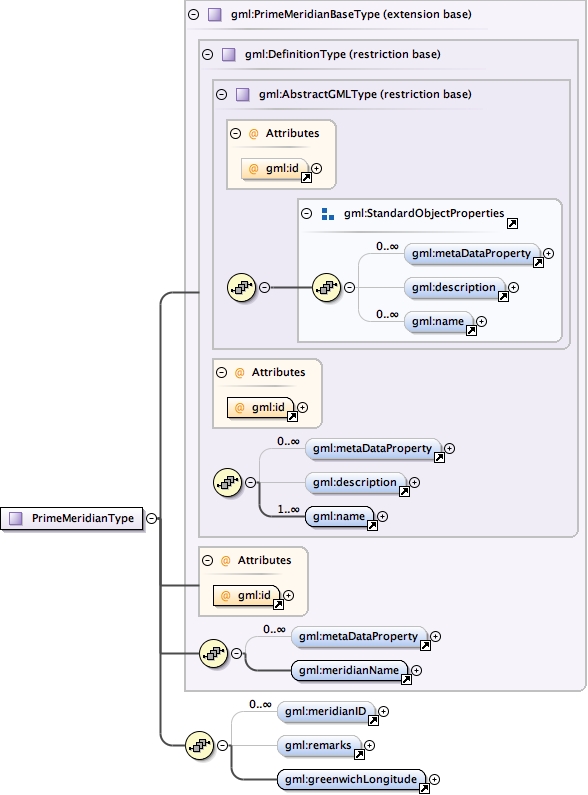 gml:PrimeMeridianBaseType (extension base)
gml:DefinitionType (restriction base)
gml:AbstractGMLType (restriction base)
@ Attributes
@ gml:id
gml:StandardObjectProperties
0..∞
gml:metaDataProperty
gml:description
0..∞
gml:name
@ Attributes
@ gml:id
0..∞
gml:metaDataProperty
gml:description
1..∞
gml:name
PrimeMeridianType
@ Attributes
@ gml:id
0..∞
gml:metaDataProperty
gml:meridianName
0..∞
gml:meridianID
gml:remarks
gml:greenwichLongitude